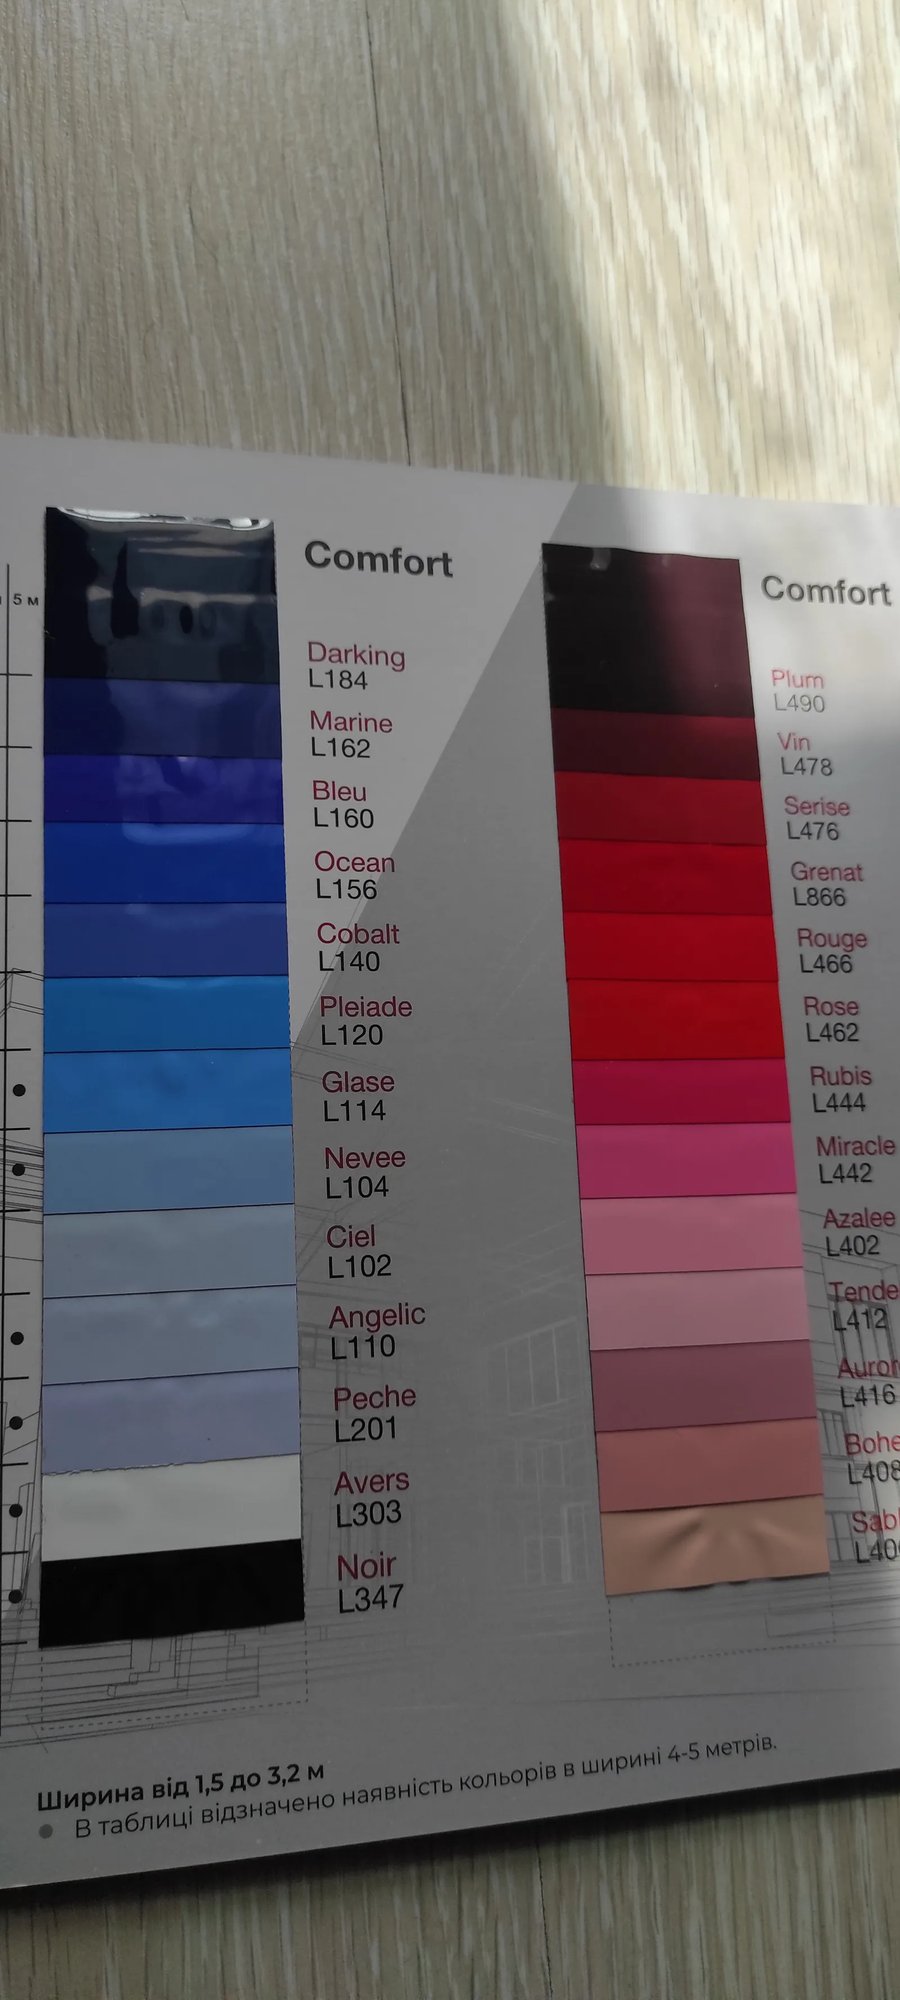 5 м
Comfort
Darking
L184
Marine
L162
Bleu
L160
Ocean
L156
Cobalt
L140
Pleiade
L120
Glase
L114
Nevee
L104
Ciel
L102
Angelic
L110
Peche
L201
Avers
L303
Noir
L347
Comfort
Plum
L490
Vin
L478
Serise
L476
Grenat
L866
Rouge
L466
Rose
L462
Rubis
L444
Miracle
L442
Azalee
L402
L412
L416
L408
Ширина від 1,5 до 3,2 м
В таблиці відзначено наявність кольорів в ширині 4-5 метрів.